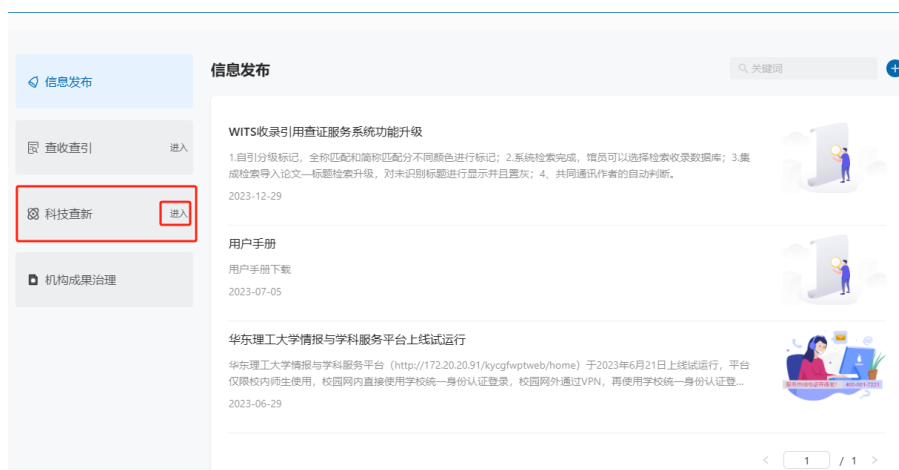 信息发布
信息发布
关键词
查收查引 进入
科技查新 进入
机构成果治理
WITS收录引用查证服务系统功能升级
1.自引分级标记，全称匹配和简称匹配分不同颜色进行标记；2.系统检索完成，馆员可以选择检索收录数据库；3.集
成检索导入论文—标题检索升级，对未识别标题进行显示并且置灰；4、共同通讯作者的自动判断。
2023-12-29
用户手册
用户手册下载
2023-07-05
华东理工大学情报与学科服务平台上线试运行
华东理工大学情报与学科服务平台（http://172.20.20.91/kycgfwptweb/home）于2023年6月21日上线试运行，平台
仅限校内师生使用，校园网内直接使用学校统一身份认证登录，校园网外通过VPN，再使用学校统一身份认证登...
2023-06-29
400-001-7221
< 1 / 1 >